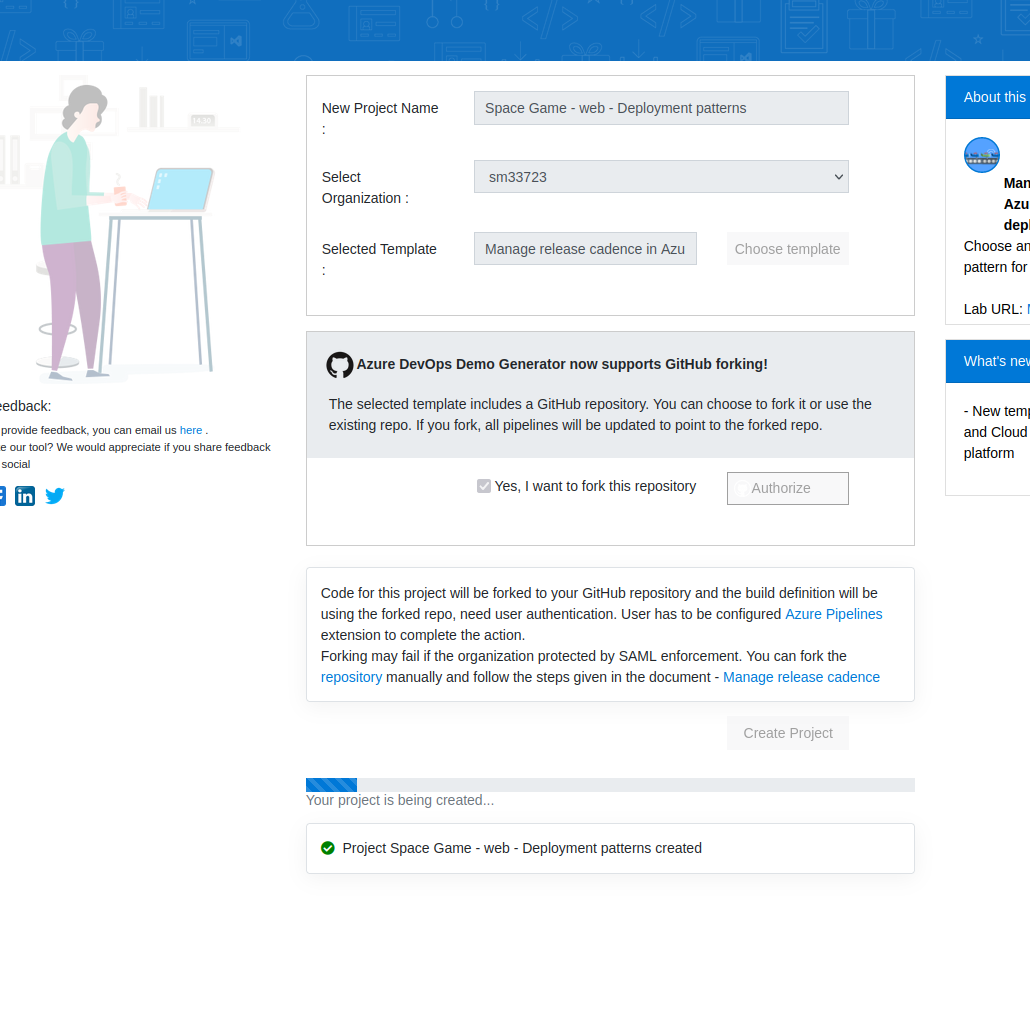 New Project Name
:
Space Game - web - Deployment patterns
Select
Organization :
sm33723
Selected Template
:
Manage release cadence in Azu
Choose template
Azure DevOps Demo Generator now supports GitHub forking!
The selected template includes a GitHub repository. You can choose to fork it or use the
existing repo. If you fork, all pipelines will be updated to point to the forked repo.
Yes, I want to fork this repository
Authorize
Code for this project will be forked to your GitHub repository and the build definition will be
using the forked repo, need user authentication. User has to be configured Azure Pipelines
extension to complete the action.
Forking may fail if the organization protected by SAML enforcement. You can fork the
repository manually and follow the steps given in the document - Manage release cadence
Create Project
Your project is being created...
Project Space Game - web - Deployment patterns created
eedback:
provide feedback, you can email us here .
e our tool? We would appreciate if you share feedback
social
About this
Man
Azu
depl
Choose an
pattern for
Lab URL:
What's new
- New temp
and Cloud
platform